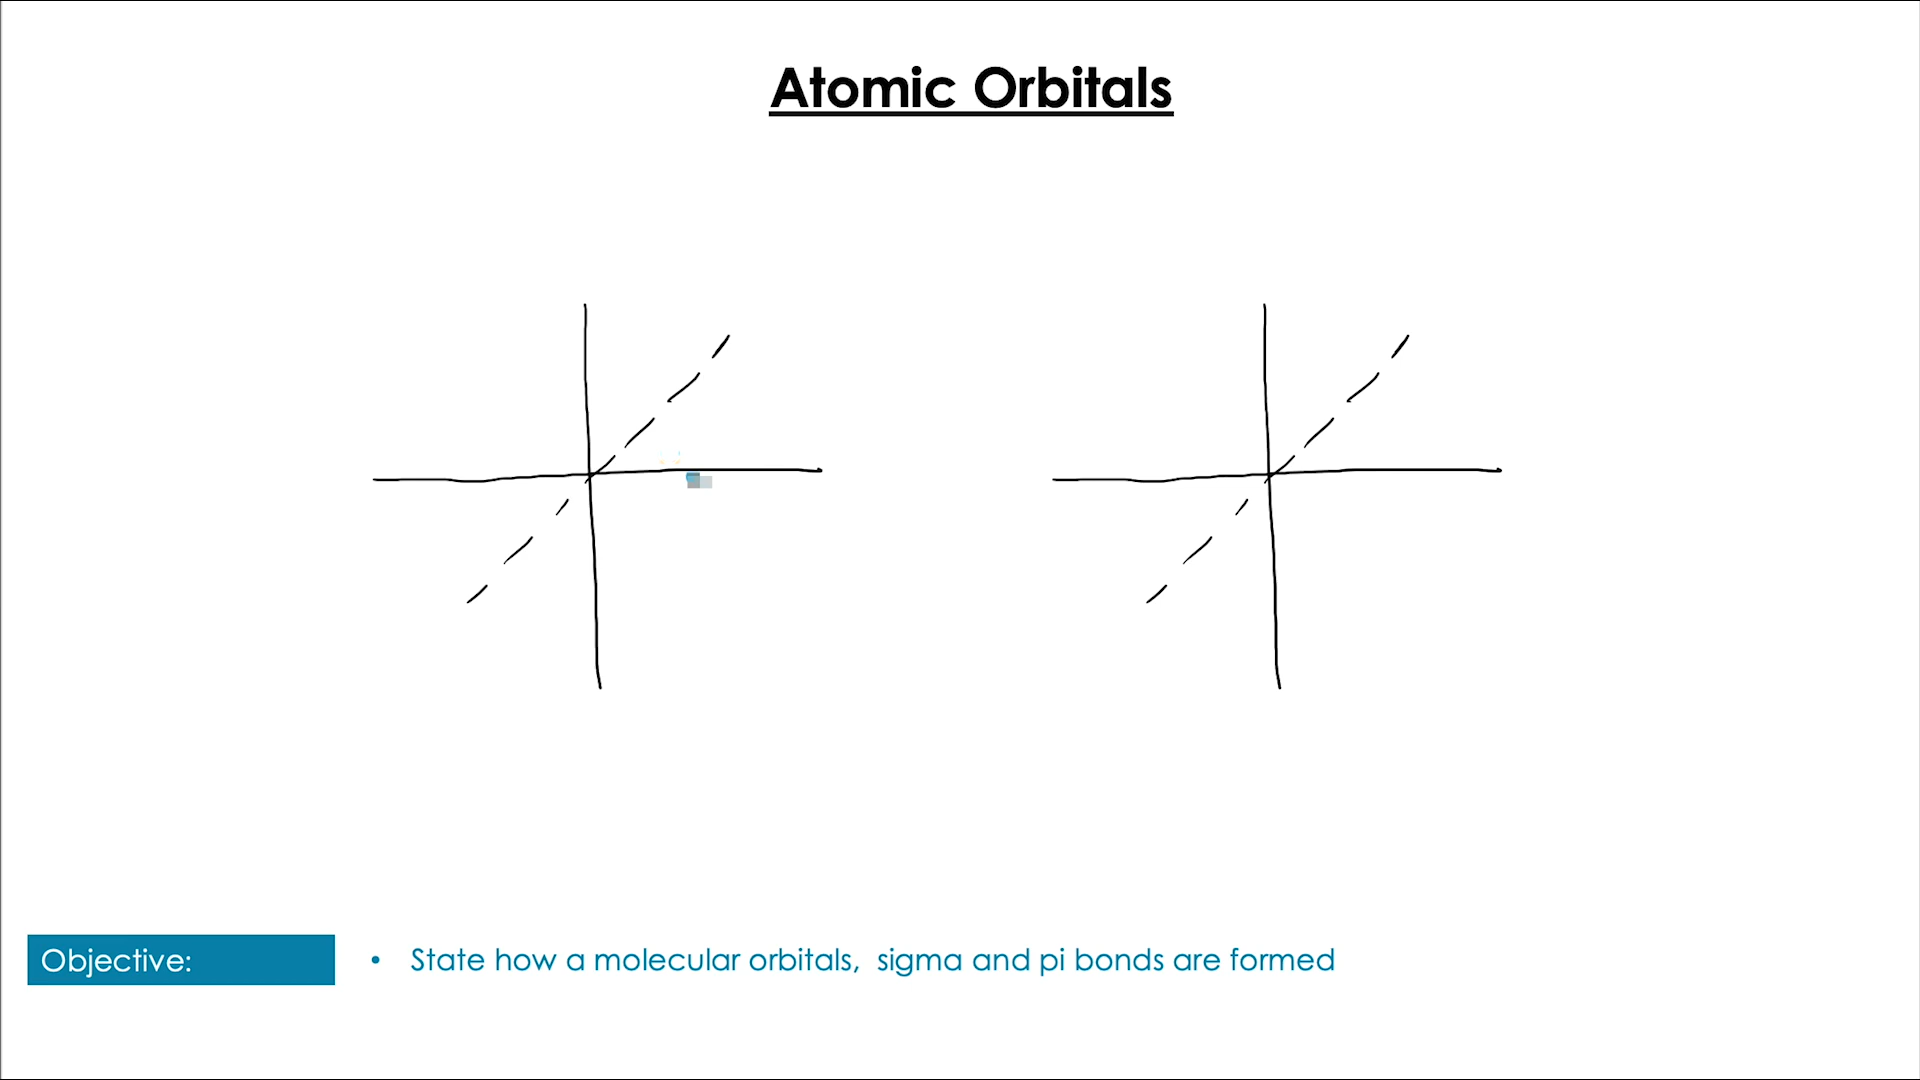 Atomic Orbitals
Objective:
• State how a molecular orbitals, sigma and pi bonds are formed